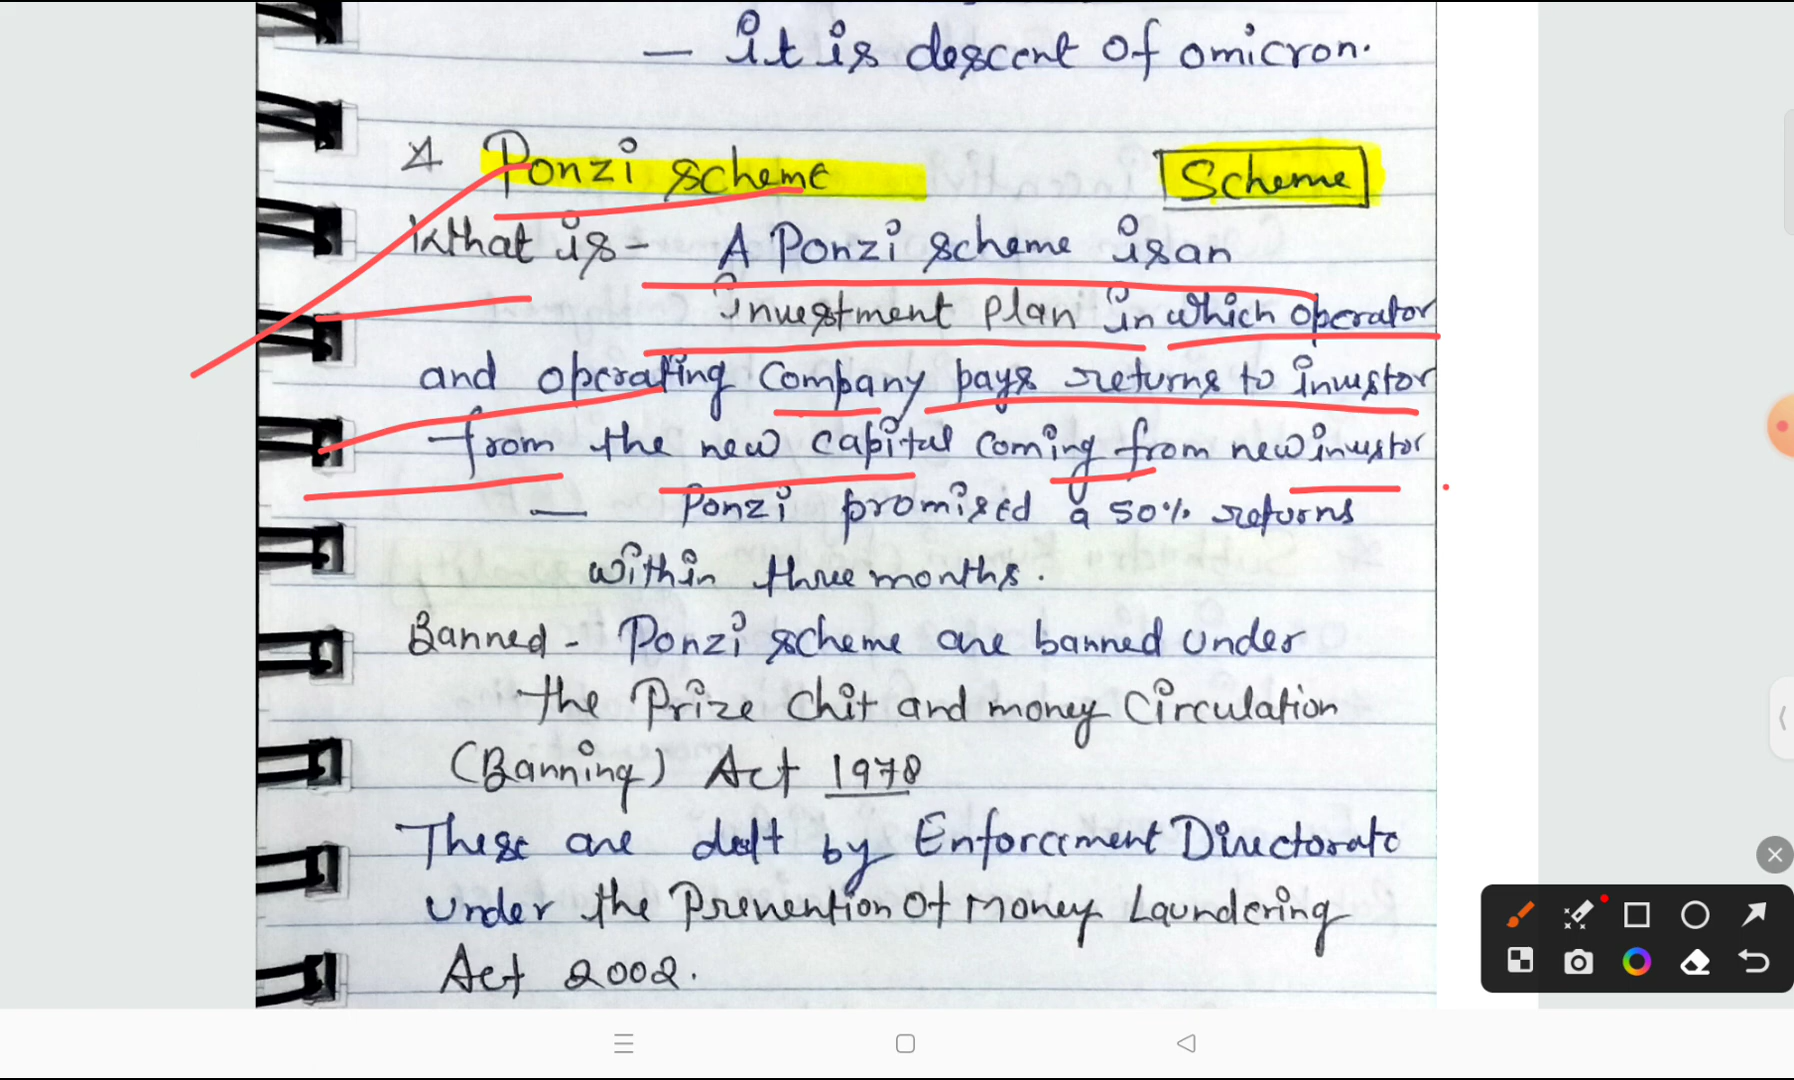 — it is descent of omicron.
Ponzi scheme
Scheme
What is - A Ponzi scheme is an
investment plan in which operator
and operating company pays returns to investor
from the new capital coming from new investor
— Ponzi promised a 50% returns
within three months.
Banned - Ponzi scheme are banned under
the Prize Chit and money Circulation
(Banning) Act 1978
These are dealt by Enforcement Directorate
under the Prevention of money Laundering
Act 2002.